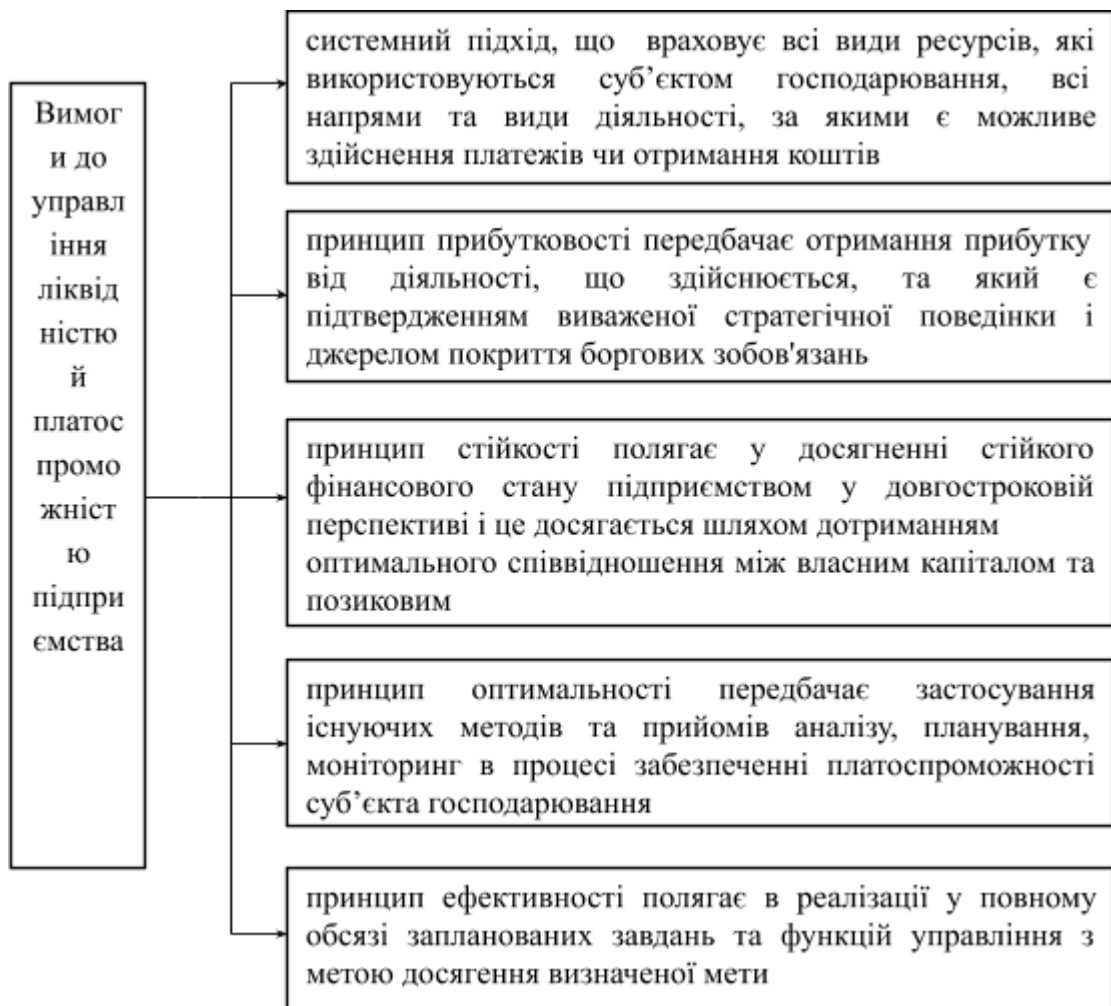 Вимог
и до
управл
іння
ліквід
ністю
й
платос
промо
жніст
ю
підпри
ємства
системний підхід, що враховує всі види ресурсів, які
використовуються суб’єктом господарювання, всі
напрями та види діяльності, за якими є можливе
здійснення платежів чи отримання коштів
принцип прибутковості передбачає отримання прибутку
від діяльності, що здійснюється, та який є
підтвердженням виваженої стратегічної поведінки і
джерелом покриття боргових зобов'язань
принцип стійкості полягає у досягненні стійкого
фінансового стану підприємством у довгостроковій
перспективі і це досягається шляхом дотриманням
оптимального співвідношення між власним капіталом та
позиковим
принцип оптимальності передбачає застосування
існуючих методів та прийомів аналізу, планування,
моніторинг в процесі забезпеченні платоспроможності
суб’єкта господарювання
принцип ефективності полягає в реалізації у повному
обсязі запланованих завдань та функцій управління з
метою досягення визначеної мети